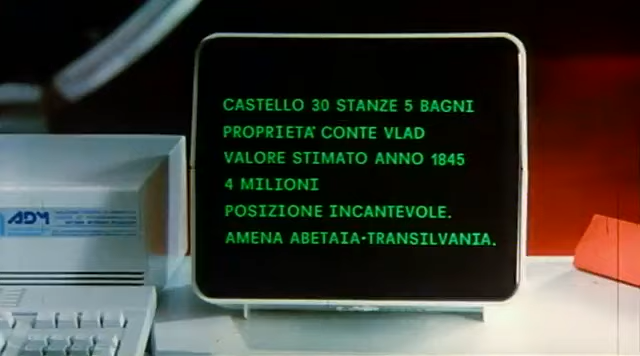 CASTELLO 30 STANZE 5 BAGNI
PROPRIETA' CONTE VLAD
VALORE STIMATO ANNO 1845
4 MILIONI
POSIZIONE INCANTEVOLE.
AMENA ABETAIA-TRANSILVANIA.
ADM